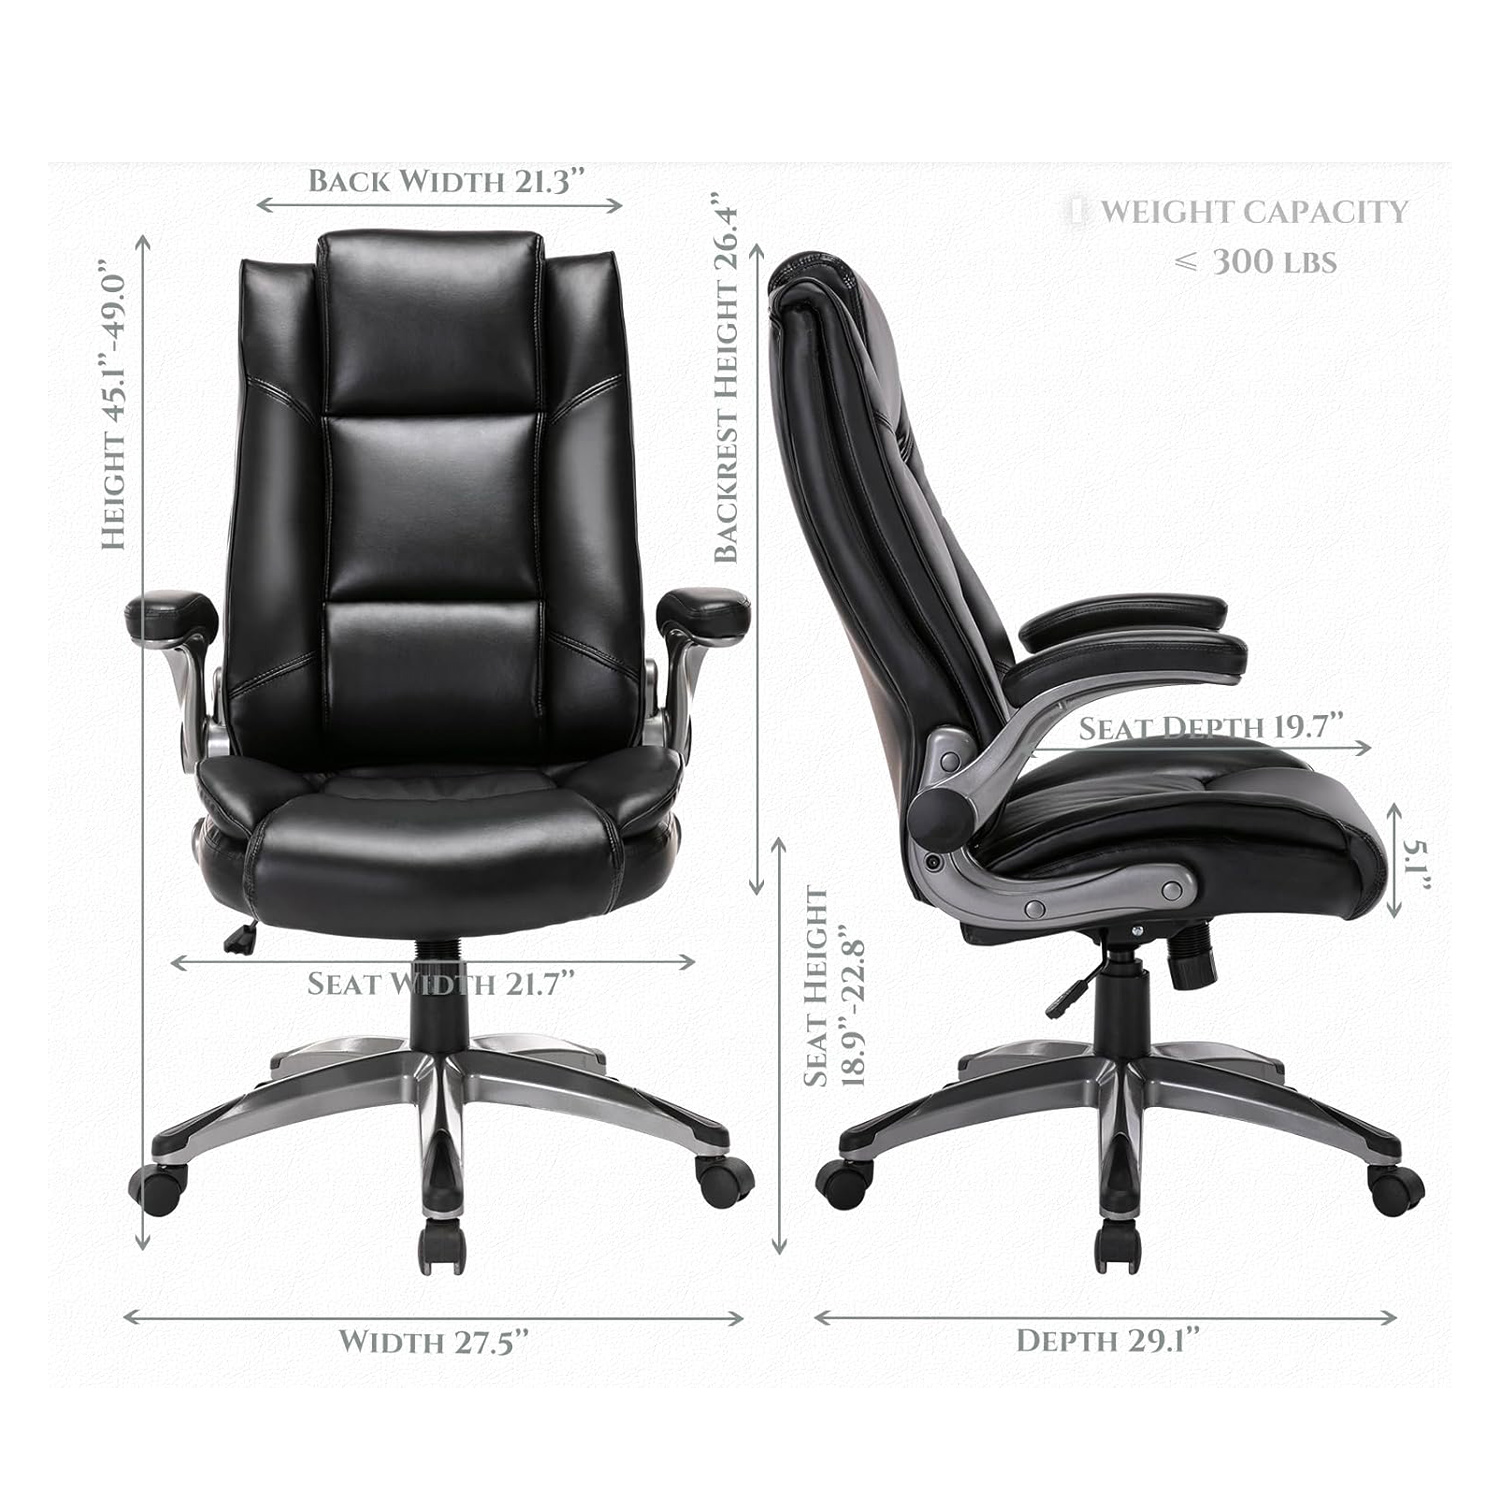 Back Width 21.3”
WEIGHT CAPACITY
⩽ 300 LBS
Height 45.1”-49.0”
Backrest Height 26.4”
Seat Depth 19.7”
5.1”
Seat Height
18.9”-22.8”
Seat Width 21.7”
Width 27.5”
Depth 29.1”